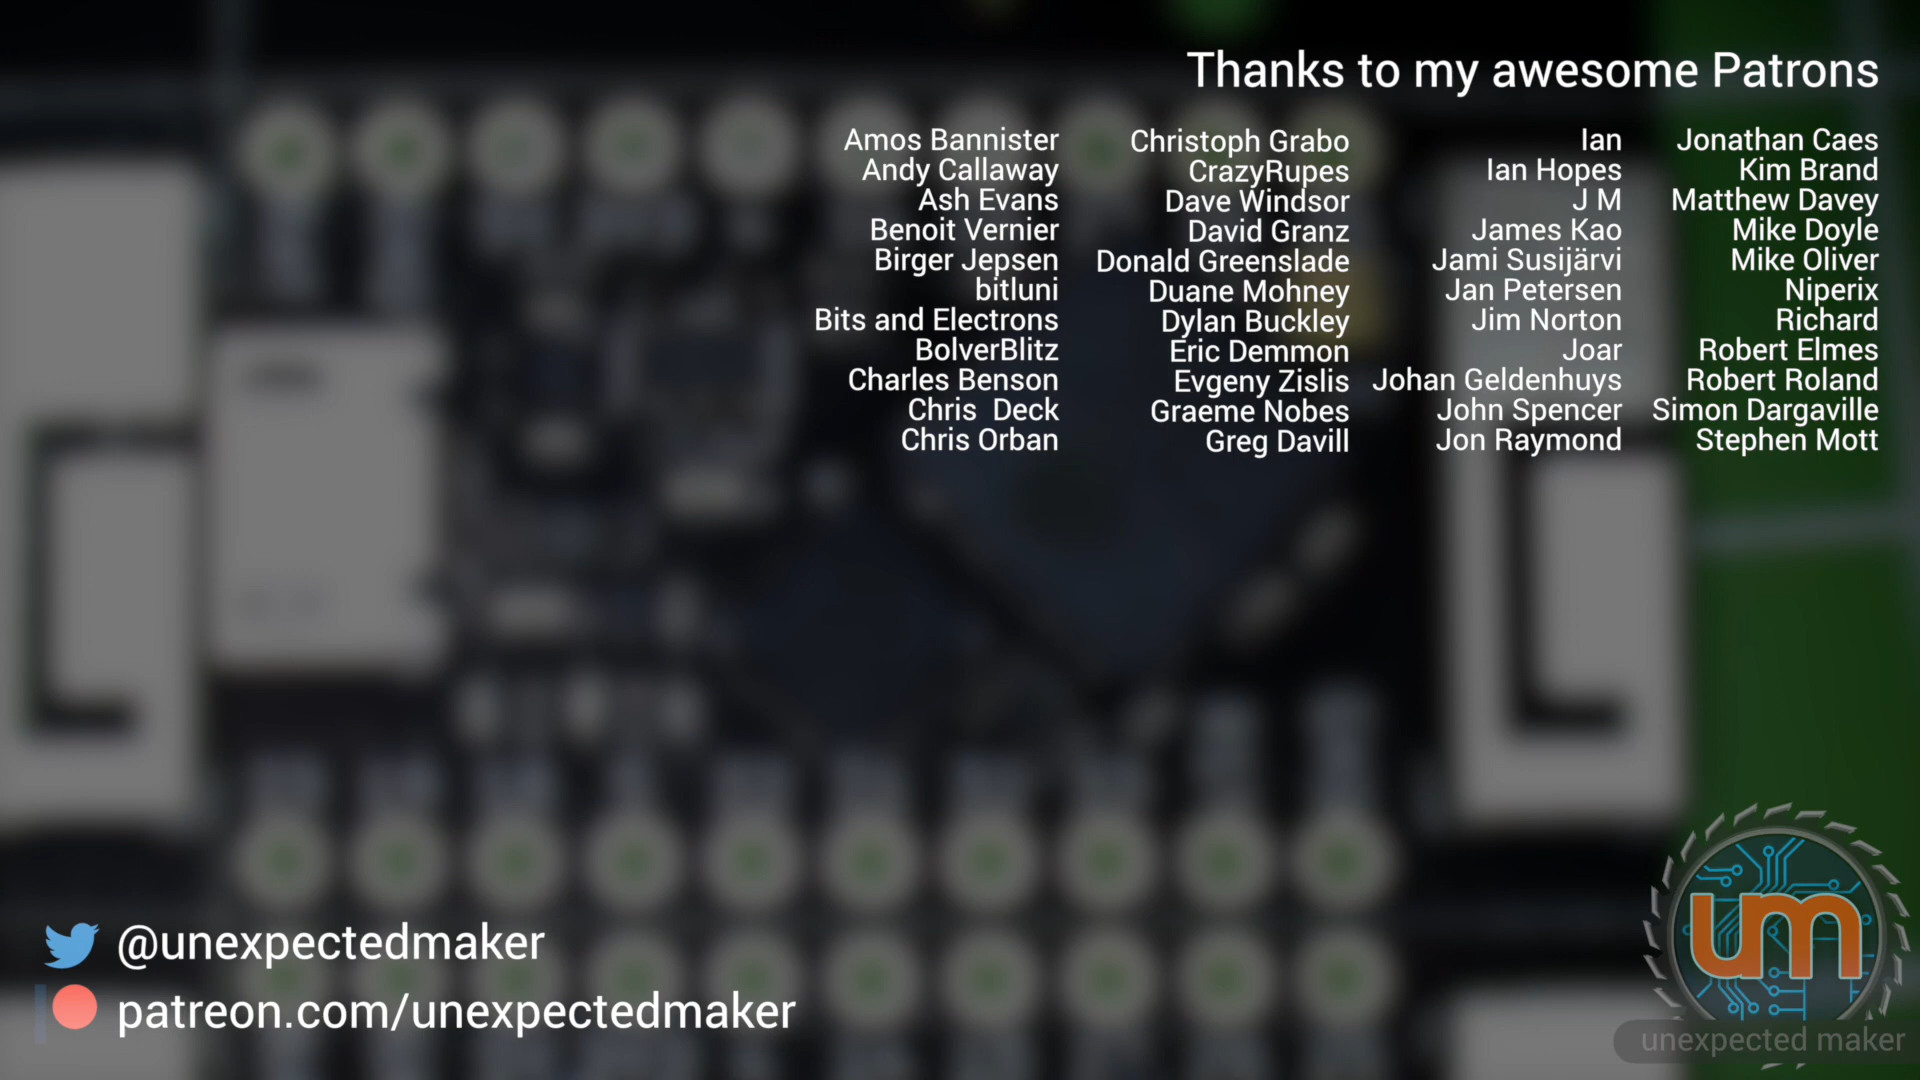 Thanks to my awesome Patrons
Amos Bannister
Andy Callaway
Ash Evans
Benoit Vernier
Birger Jepsen
bitluni
Bits and Electrons
BolverBlitz
Charles Benson
Chris  Deck
Chris Orban
Christoph Grabo
CrazyRupes
Dave Windsor
David Granz
Donald Greenslade
Duane Mohney
Dylan Buckley
Eric Demmon
Evgeny Zislis
Graeme Nobes
Greg Davill
Ian
Ian Hopes
J M
James Kao
Jami Susijärvi
Jan Petersen
Jim Norton
Joar
Johan Geldenhuys
John Spencer
Jon Raymond
Jonathan Caes
Kim Brand
Matthew Davey
Mike Doyle
Mike Oliver
Niperix
Richard
Robert Elmes
Robert Roland
Simon Dargaville
Stephen Mott
@unexpectedmaker
patreon.com/unexpectedmaker
um
unexpected maker